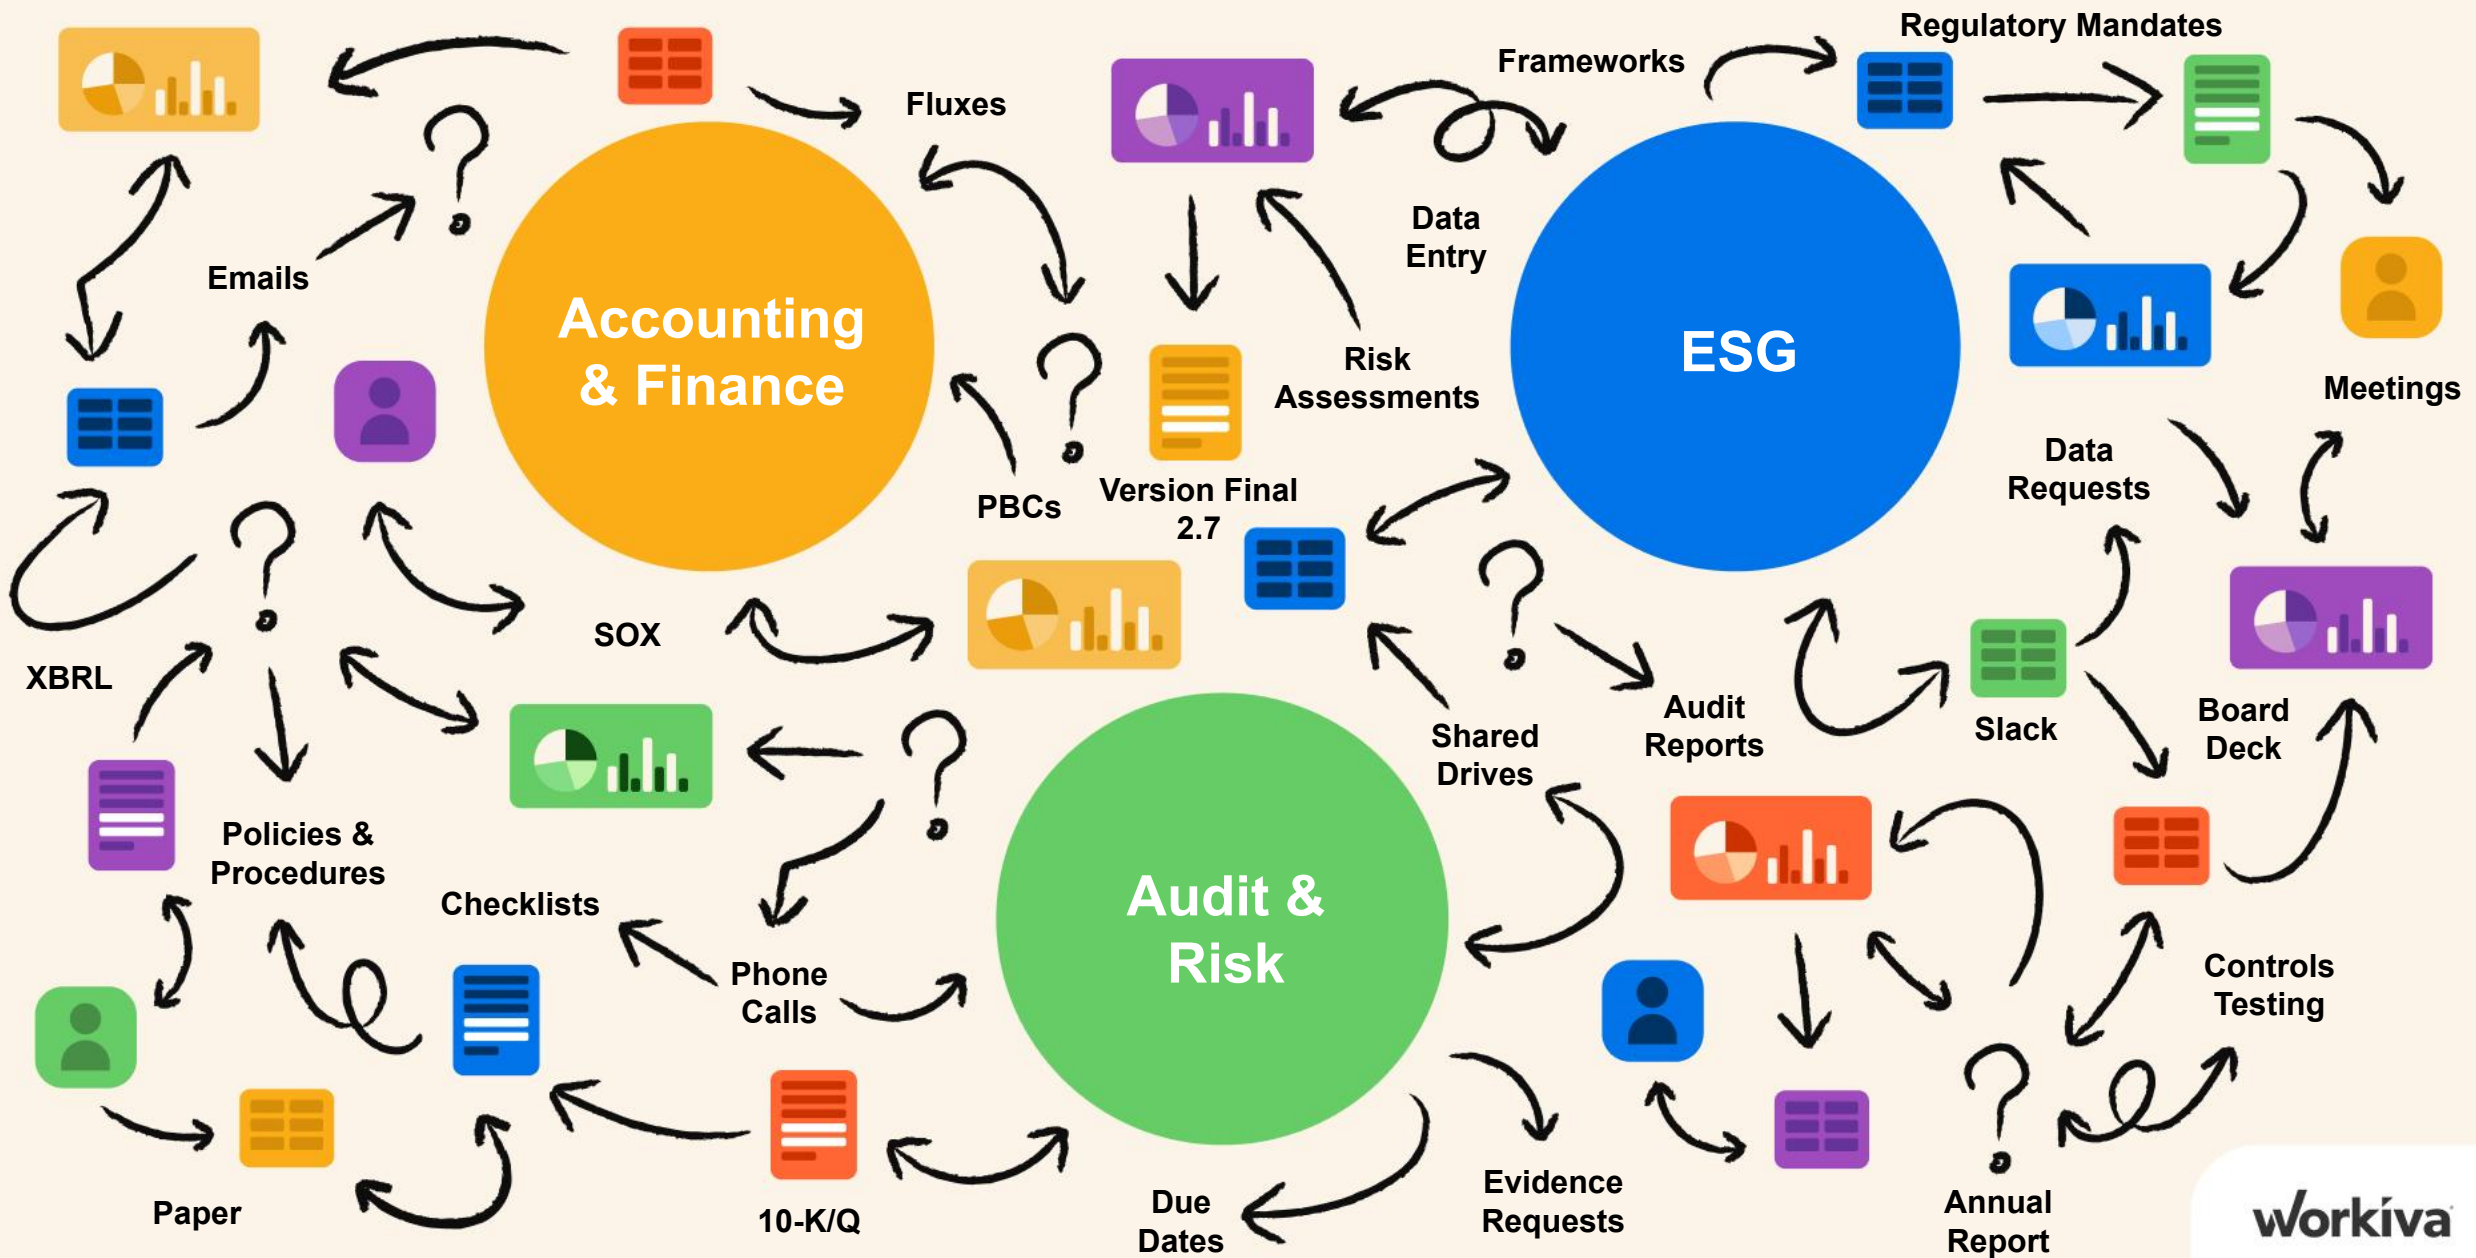 Regulatory Mandates
Frameworks
Fluxes
Data
Entry
Emails
Accounting
& Finance
ESG
Risk
Assessments
Meetings
Data
Requests
PBCs
Version Final
2.7
SOX
XBRL
Audit
Reports
Slack
Board
Deck
Shared
Drives
Policies &
Procedures
Checklists
Audit &
Risk
Phone
Calls
Controls
Testing
Paper
10-K/Q
Due
Dates
Evidence
Requests
Annual
Report
workiva